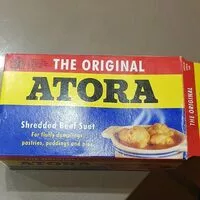 THE ORIGINAL
ATORA
Shredded Beef Suet
For fluffy dumplings,
pastries, puddings and pies
THE ORIGINAL